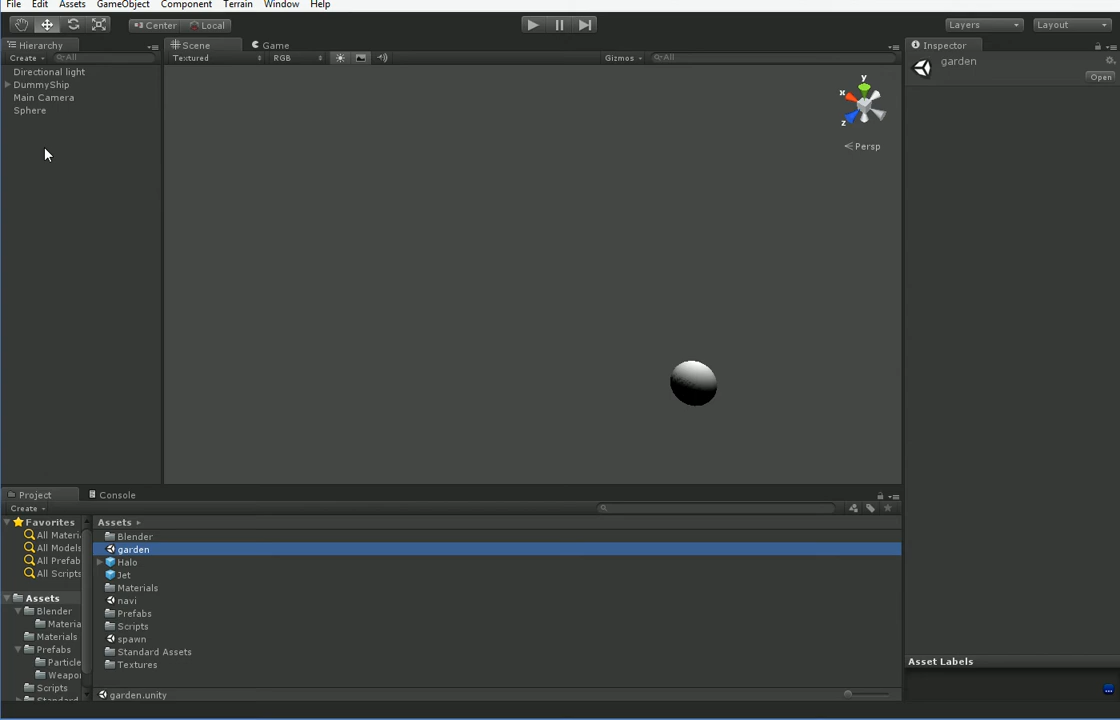 File Edit Assets GameObject Component Terrain Window Help
Center Local Layers Layout
Hierarchy Scene Game Inspector
Create All Textured RGB Gizmos All garden
Open
Directional light
DummyShip
Main Camera
Sphere
y
x
z
Persp
Project Console
Create
Favorites Assets
All Materi
All Models
All Prefab
All Scripts
Assets
Blender
Materia
Materials
Prefabs
Particle
Weapo
Scripts
Standard
Blender
garden
Halo
Jet
Materials
navi
Prefabs
Scripts
spawn
Standard Assets
Textures
garden.unity
Asset Labels